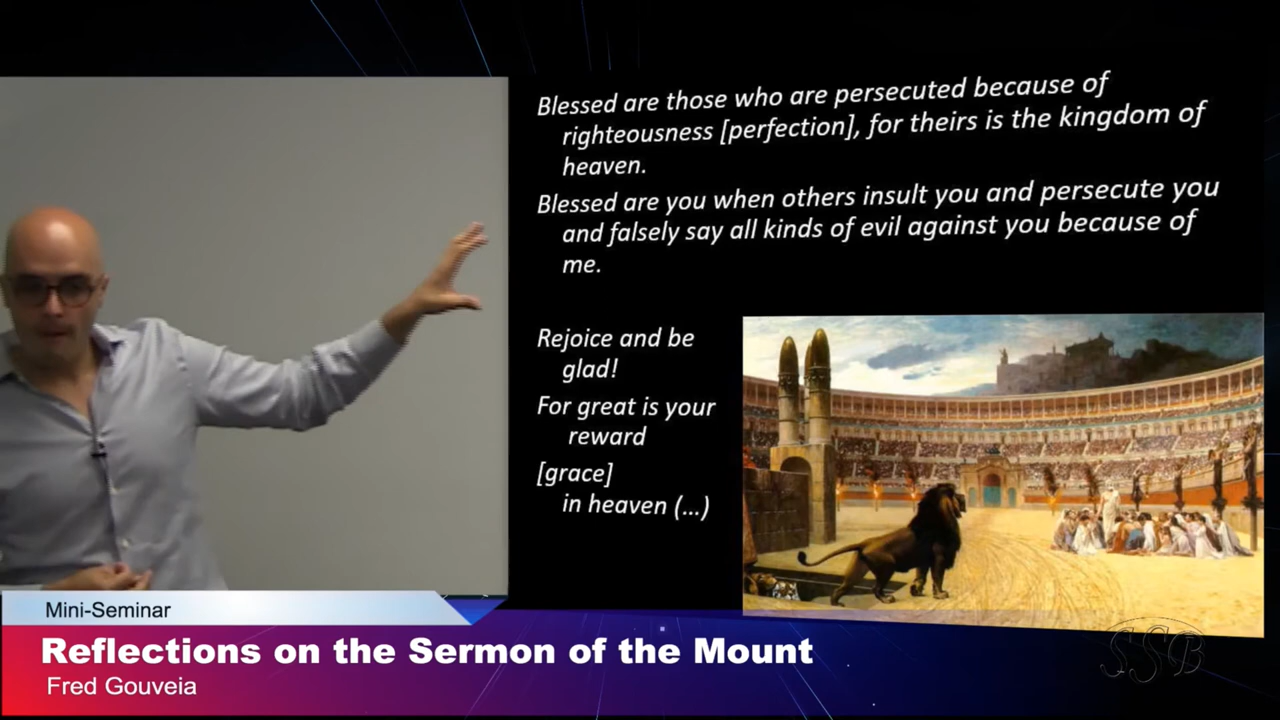 Blessed are those who are persecuted because of
righteousness [perfection], for theirs is the kingdom of
heaven.
Blessed are you when others insult you and persecute you
and falsely say all kinds of evil against you because of
me.
Rejoice and be
glad!
For great is your
reward
[grace]
in heaven (...)
Mini-Seminar
Reflections on the Sermon of the Mount
Fred Gouveia
SSB